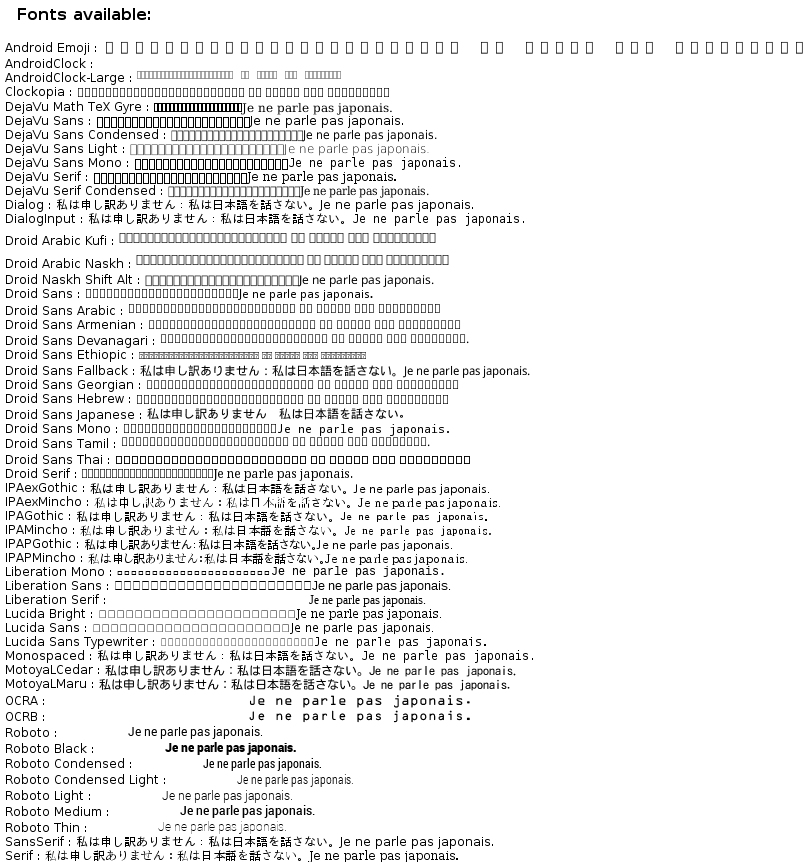 Fonts available:
Android Emoji :
AndroidClock :
AndroidClock-Large :
Clockopia :
DejaVu Math TeX Gyre : Je ne parle pas japonais.
DejaVu Sans : Je ne parle pas japonais.
DejaVu Sans Condensed : Je ne parle pas japonais.
DejaVu Sans Light : Je ne parle pas japonais.
DejaVu Sans Mono : Je ne parle pas japonais.
DejaVu Serif : Je ne parle pas japonais.
DejaVu Serif Condensed : Je ne parle pas japonais.
Dialog : 私は申し訳ありません：私は日本語を話さない。Je ne parle pas japonais.
DialogInput : 私は申し訳ありません：私は日本語を話さない。Je ne parle pas japonais.
Droid Arabic Kufi :
Droid Arabic Naskh :
Droid Naskh Shift Alt : Je ne parle pas japonais.
Droid Sans : Je ne parle pas japonais.
Droid Sans Arabic :
Droid Sans Armenian :
Droid Sans Devanagari : .
Droid Sans Ethiopic :
Droid Sans Fallback : 私は申し訳ありません：私は日本語を話さない。Je ne parle pas japonais.
Droid Sans Georgian :
Droid Sans Hebrew :
Droid Sans Japanese : 私は申し訳ありません　私は日本語を話さない。
Droid Sans Mono : Je ne parle pas japonais.
Droid Sans Tamil : .
Droid Sans Thai :
Droid Serif : Je ne parle pas japonais.
IPAexGothic : 私は申し訳ありません：私は日本語を話さない。Je ne parle pas japonais.
IPAexMincho : 私は申し訳ありません：私は日本語を話さない。Je ne parle pas japonais.
IPAGothic : 私は申し訳ありません：私は日本語を話さない。Je ne parle pas japonais.
IPAMincho : 私は申し訳ありません：私は日本語を話さない。Je ne parle pas japonais.
IPAPGothic : 私は申し訳ありません：私は日本語を話さない。Je ne parle pas japonais.
IPAPMincho : 私は申し訳ありません：私は日本語を話さない。Je ne parle pas japonais.
Liberation Mono : Je ne parle pas japonais.
Liberation Sans : Je ne parle pas japonais.
Liberation Serif : Je ne parle pas japonais.
Lucida Bright : Je ne parle pas japonais.
Lucida Sans : Je ne parle pas japonais.
Lucida Sans Typewriter : Je ne parle pas japonais.
Monospaced : 私は申し訳ありません：私は日本語を話さない。Je ne parle pas japonais.
MotoyaLCedar : 私は申し訳ありません：私は日本語を話さない。Je ne parle pas japonais.
MotoyaLMaru : 私は申し訳ありません：私は日本語を話さない。Je ne parle pas japonais.
OCRA : Je ne parle pas japonais.
OCRB : Je ne parle pas japonais.
Roboto : Je ne parle pas japonais.
Roboto Black : Je ne parle pas japonais.
Roboto Condensed : Je ne parle pas japonais.
Roboto Condensed Light : Je ne parle pas japonais.
Roboto Light : Je ne parle pas japonais.
Roboto Medium : Je ne parle pas japonais.
Roboto Thin : Je ne parle pas japonais.
SansSerif : 私は申し訳ありません：私は日本語を話さない。Je ne parle pas japonais.
Serif : 私は申し訳ありません：私は日本語を話さない。Je ne parle pas japonais.